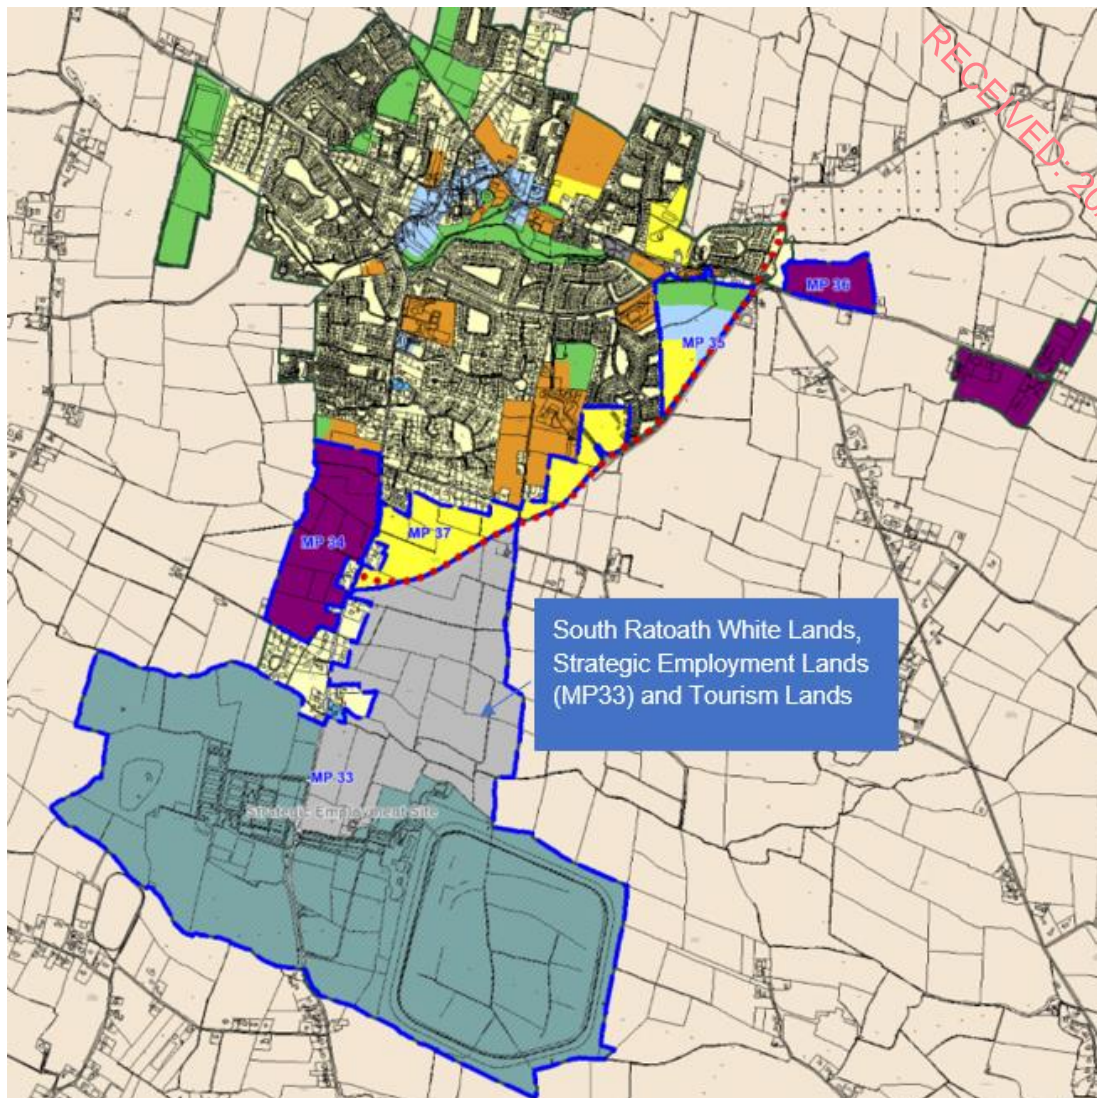 RECEIVED: 20
MP 36
MP 35
MP 37
MP 34
South Ratoath White Lands,
Strategic Employment Lands
(MP33) and Tourism Lands
MP 33
Strategic Employment Site